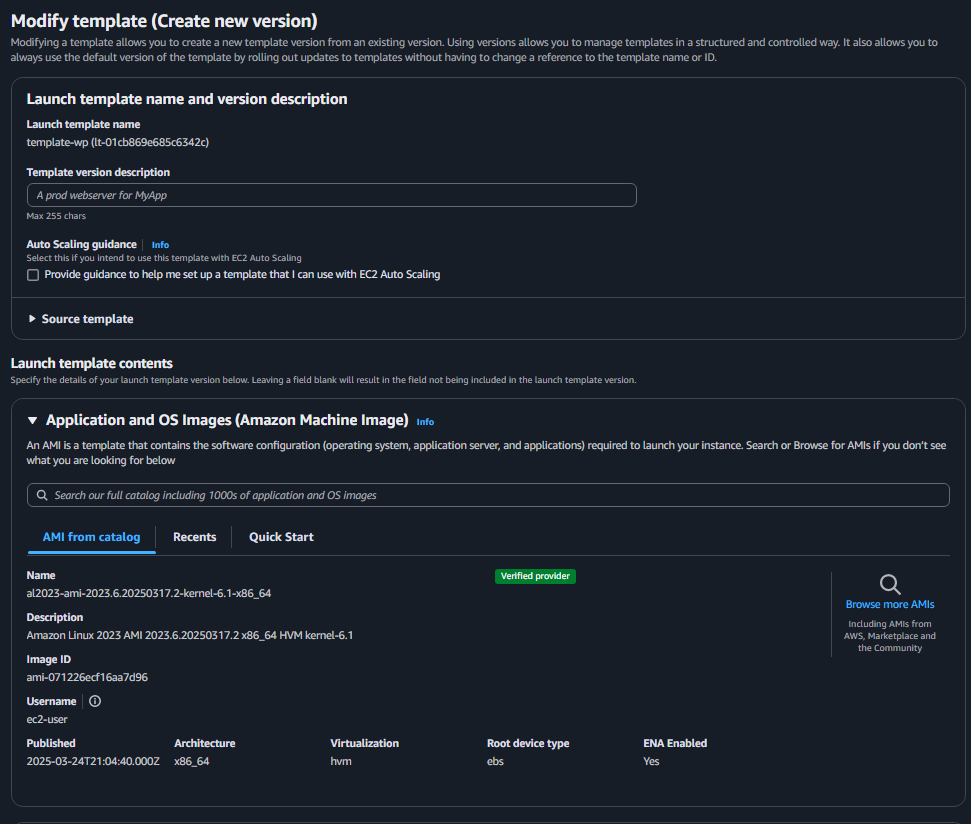 Modify template (Create new version)
Modifying a template allows you to create a new template version from an existing version. Using versions allows you to manage templates in a structured and controlled way. It also allows you to
always use the default version of the template by rolling out updates to templates without having to change a reference to the template name or ID.
Launch template name and version description
Launch template name
template-wp (lt-01cb869e685c6342c)
Template version description
A prod webserver for MyApp
Max 255 chars
Auto Scaling guidance Info
Select this if you intend to use this template with EC2 Auto Scaling
Provide guidance to help me set up a template that I can use with EC2 Auto Scaling
Source template
Launch template contents
Specify the details of your launch template version below. Leaving a field blank will result in the field not being included in the launch template version.
Application and OS Images (Amazon Machine Image) Info
An AMI is a template that contains the software configuration (operating system, application server, and applications) required to launch your instance. Search or Browse for AMIs if you don't see
what you are looking for below
Search our full catalog including 1000s of application and OS images
AMI from catalog Recents Quick Start
Name
al2023-ami-2023.6.20250317.2-kernel-6.1-x86_64
Verified provider
Description
Amazon Linux 2023 AMI 2023.6.20250317.2 x86_64 HVM kernel-6.1
Image ID
ami-071226ecf16aa7d96
Username
ec2-user
Published Architecture Virtualization Root device type ENA Enabled
2025-03-24T21:04:40.000Z x86_64 hvm ebs Yes
Browse more AMIs
Including AMIs from
AWS, Marketplace and
the Community